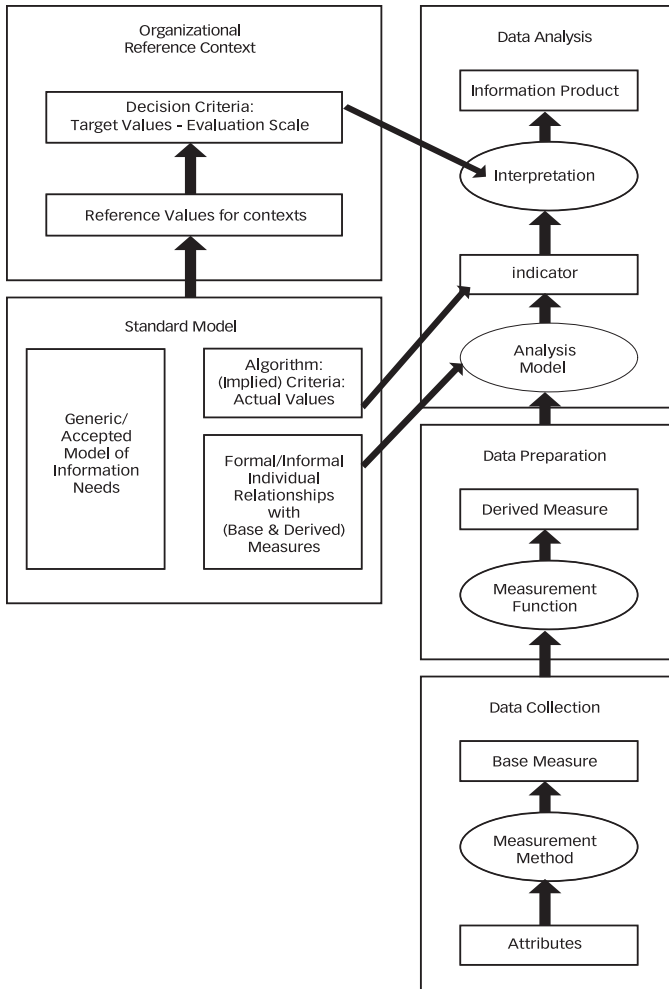 Organizational
Reference Context
Decision Criteria:
Target Values - Evaluation Scale
Reference Values for contexts
Standard Model
Generic/
Accepted
Model of
Information
Needs
Algorithm:
(Implied) Criteria:
Actual Values
Formal/Informal
Individual
Relationships
with
(Base & Derived)
Measures
Data Analysis
Information Product
Interpretation
indicator
Analysis
Model
Data Preparation
Derived Measure
Measurement
Function
Data Collection
Base Measure
Measurement
Method
Attributes